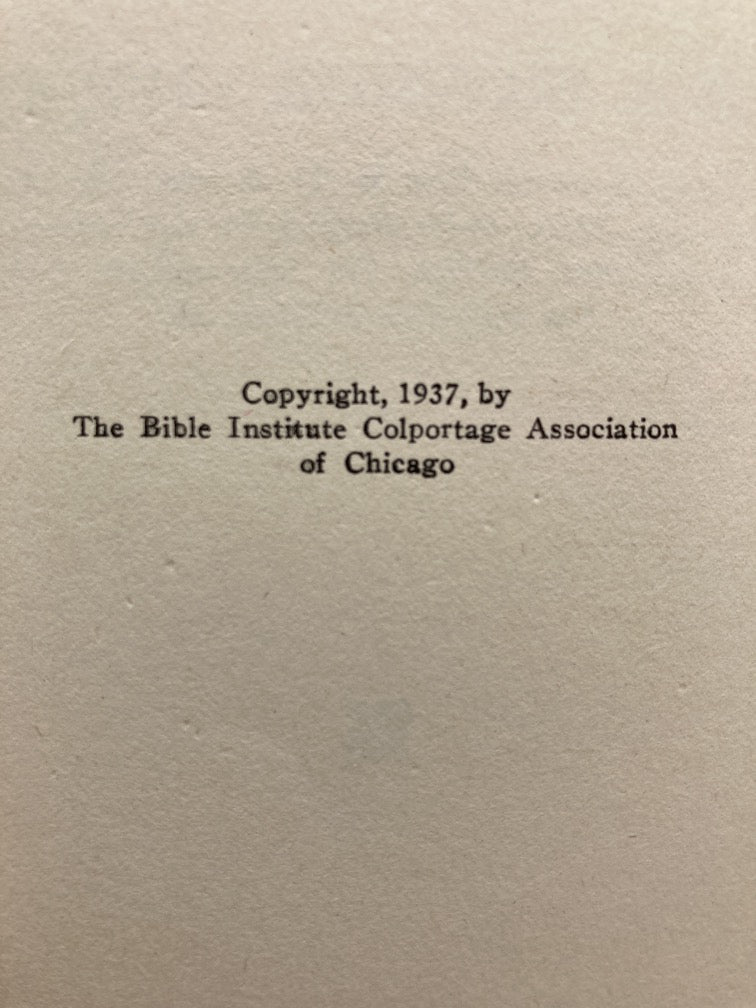 Copyright, 1937, by
The Bible Institute Colportage Association
of Chicago